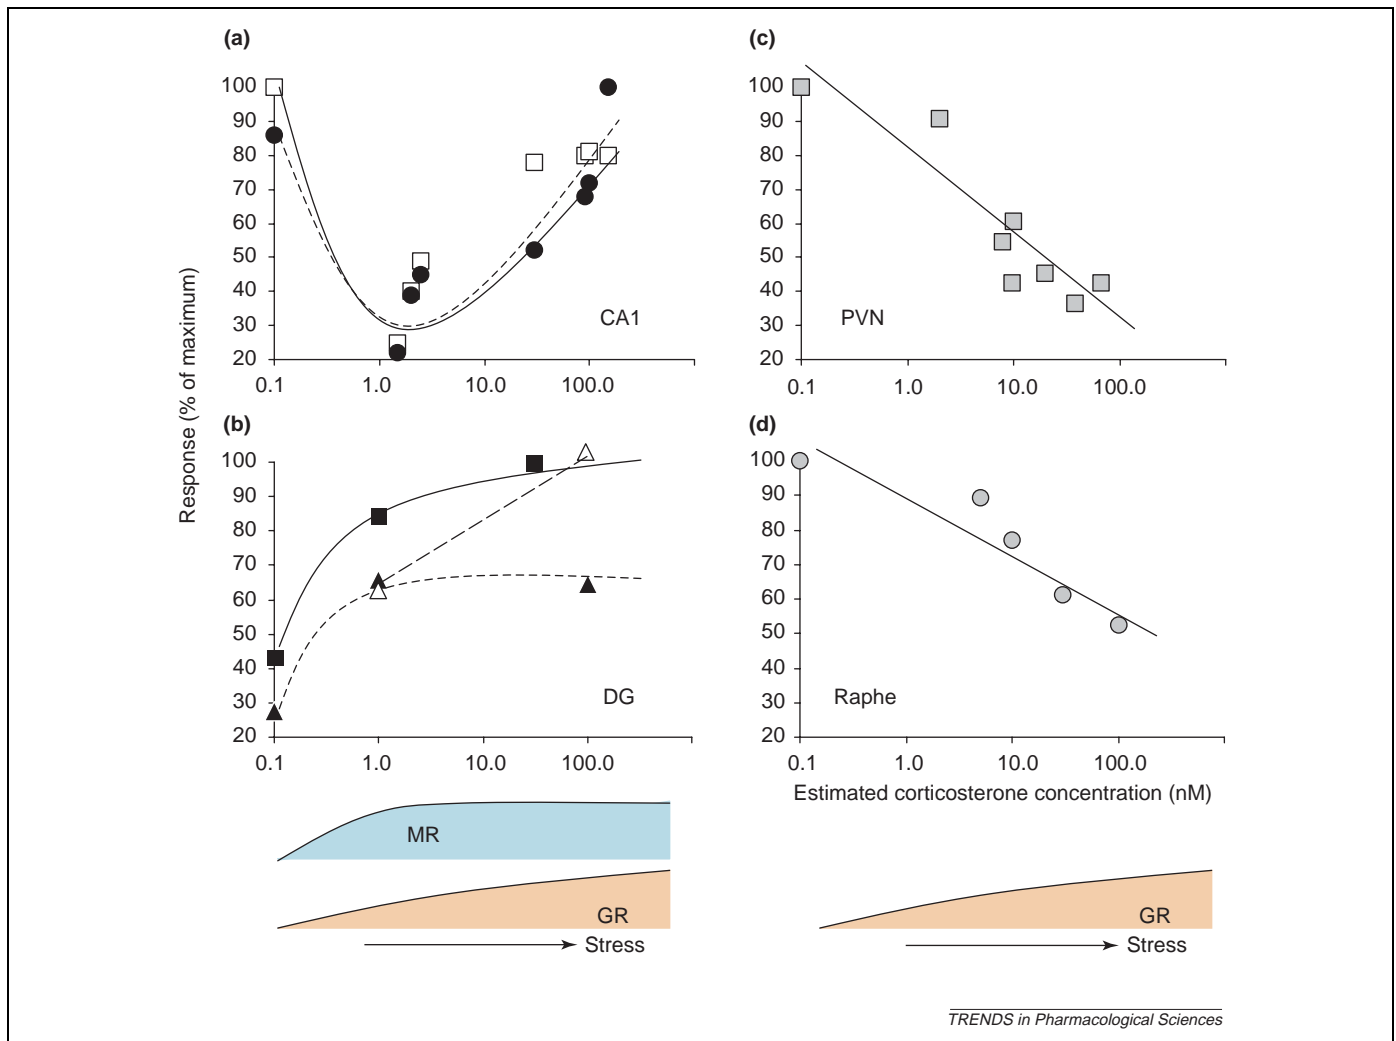 (a)
100
90
80
70
60
50
40
30
20
0.1 1.0 10.0 100.0
CA1
(b)
100
90
80
70
60
50
40
30
20
0.1 1.0 10.0 100.0
DG
Response (% of maximum)
MR
GR
Stress
(c)
100
90
80
70
60
50
40
30
20
0.1 1.0 10.0 100.0
PVN
(d)
100
90
80
70
60
50
40
30
20
0.1 1.0 10.0 100.0
Raphe
Estimated corticosterone concentration (nM)
GR
Stress
TRENDS in Pharmacological Sciences